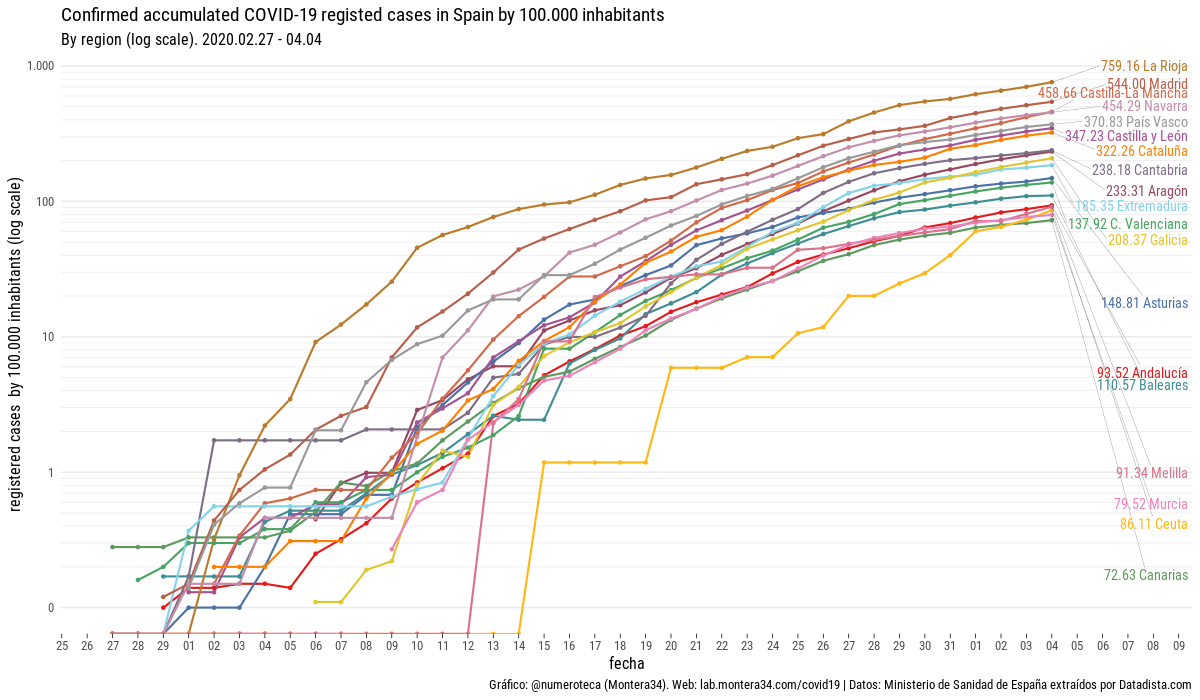 Confirmed accumulated COVID-19 registed cases in Spain by 100.000 inhabitants
By region (log scale). 2020.02.27 - 04.04
registered cases by 100.000 inhabitants (log scale)
1.000
100
10
1
0
759.16 La Rioja
544.00 Madrid
458.66 Castilla-La Mancha
454.29 Navarra
370.83 País Vasco
347.23 Castilla y León
322.26 Cataluña
238.18 Cantabria
233.31 Aragón
185.35 Extremadura
137.92 C. Valenciana
208.37 Galicia
148.81 Asturias
93.52 Andalucía
110.57 Baleares
91.34 Melilla
79.52 Murcia
86.11 Ceuta
72.63 Canarias
25 26 27 28 29 01 02 03 04 05 06 07 08 09 10 11 12 13 14 15 16 17 18 19 20 21 22 23 24 25 26 27 28 29 30 31 01 02 03 04 05 06 07 08 09
fecha
Gráfico: @numeroteca (Montera34). Web: lab.montera34.com/covid19 | Datos: Ministerio de Sanidad de España extraídos por Datadista.com